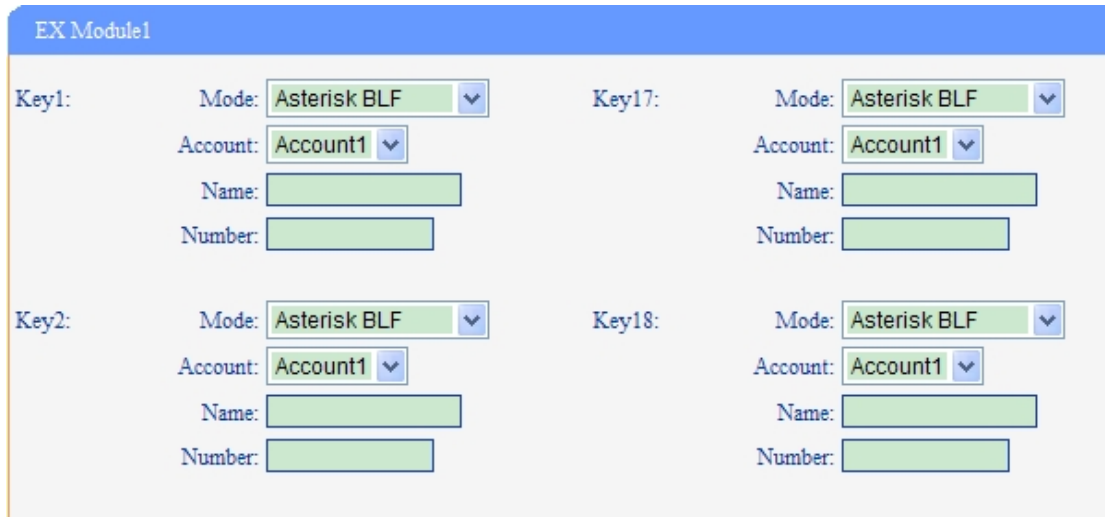 EX Module1
Key1: Mode: Asterisk BLF Key17: Mode: Asterisk BLF
Account: Account1 Account: Account1
Name: Name:
Number: Number:
Key2: Mode: Asterisk BLF Key18: Mode: Asterisk BLF
Account: Account1 Account: Account1
Name: Name:
Number: Number: